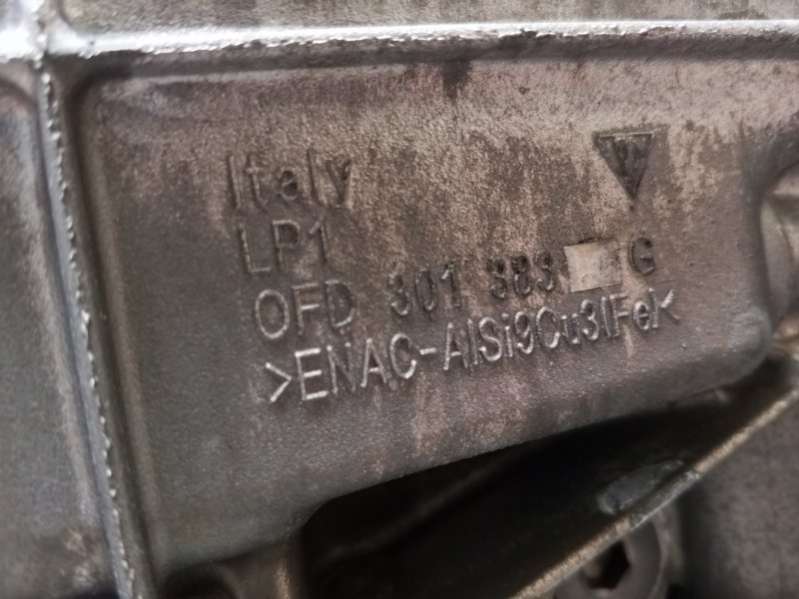 Italy
LP1
0FD 301 383 G
>ENAC-AlSi9Cu3(Fe)<